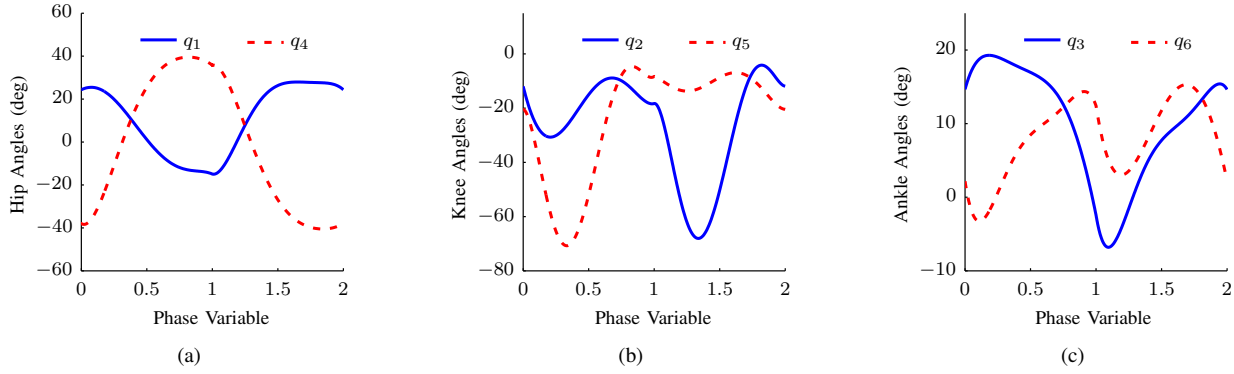 q1 q4
60
40
20
0
−20
−40
−60
0 0.5 1 1.5 2
Hip Angles (deg)
Phase Variable
(a)
q2 q5
0
−20
−40
−60
−80
0 0.5 1 1.5 2
Knee Angles (deg)
Phase Variable
(b)
q3 q6
20
10
0
−10
0 0.5 1 1.5 2
Ankle Angles (deg)
Phase Variable
(c)